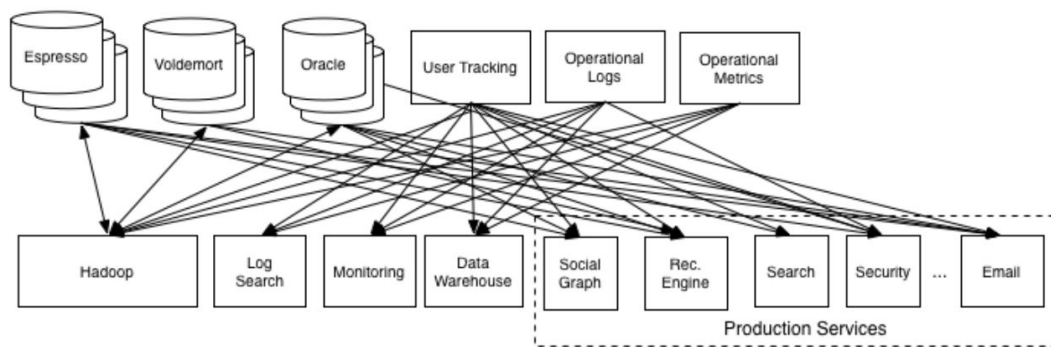 Espresso
Voldemort
Oracle
User Tracking
Operational
Logs
Operational
Metrics
Hadoop
Log
Search
Monitoring
Data
Warehouse
Social
Graph
Rec.
Engine
Search
Security
...
Email
Production Services